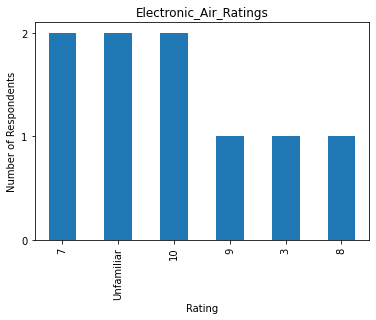 Electronic_Air_Ratings
Number of Respondents
2
1
0
7
Unfamiliar
10
9
3
8
Rating